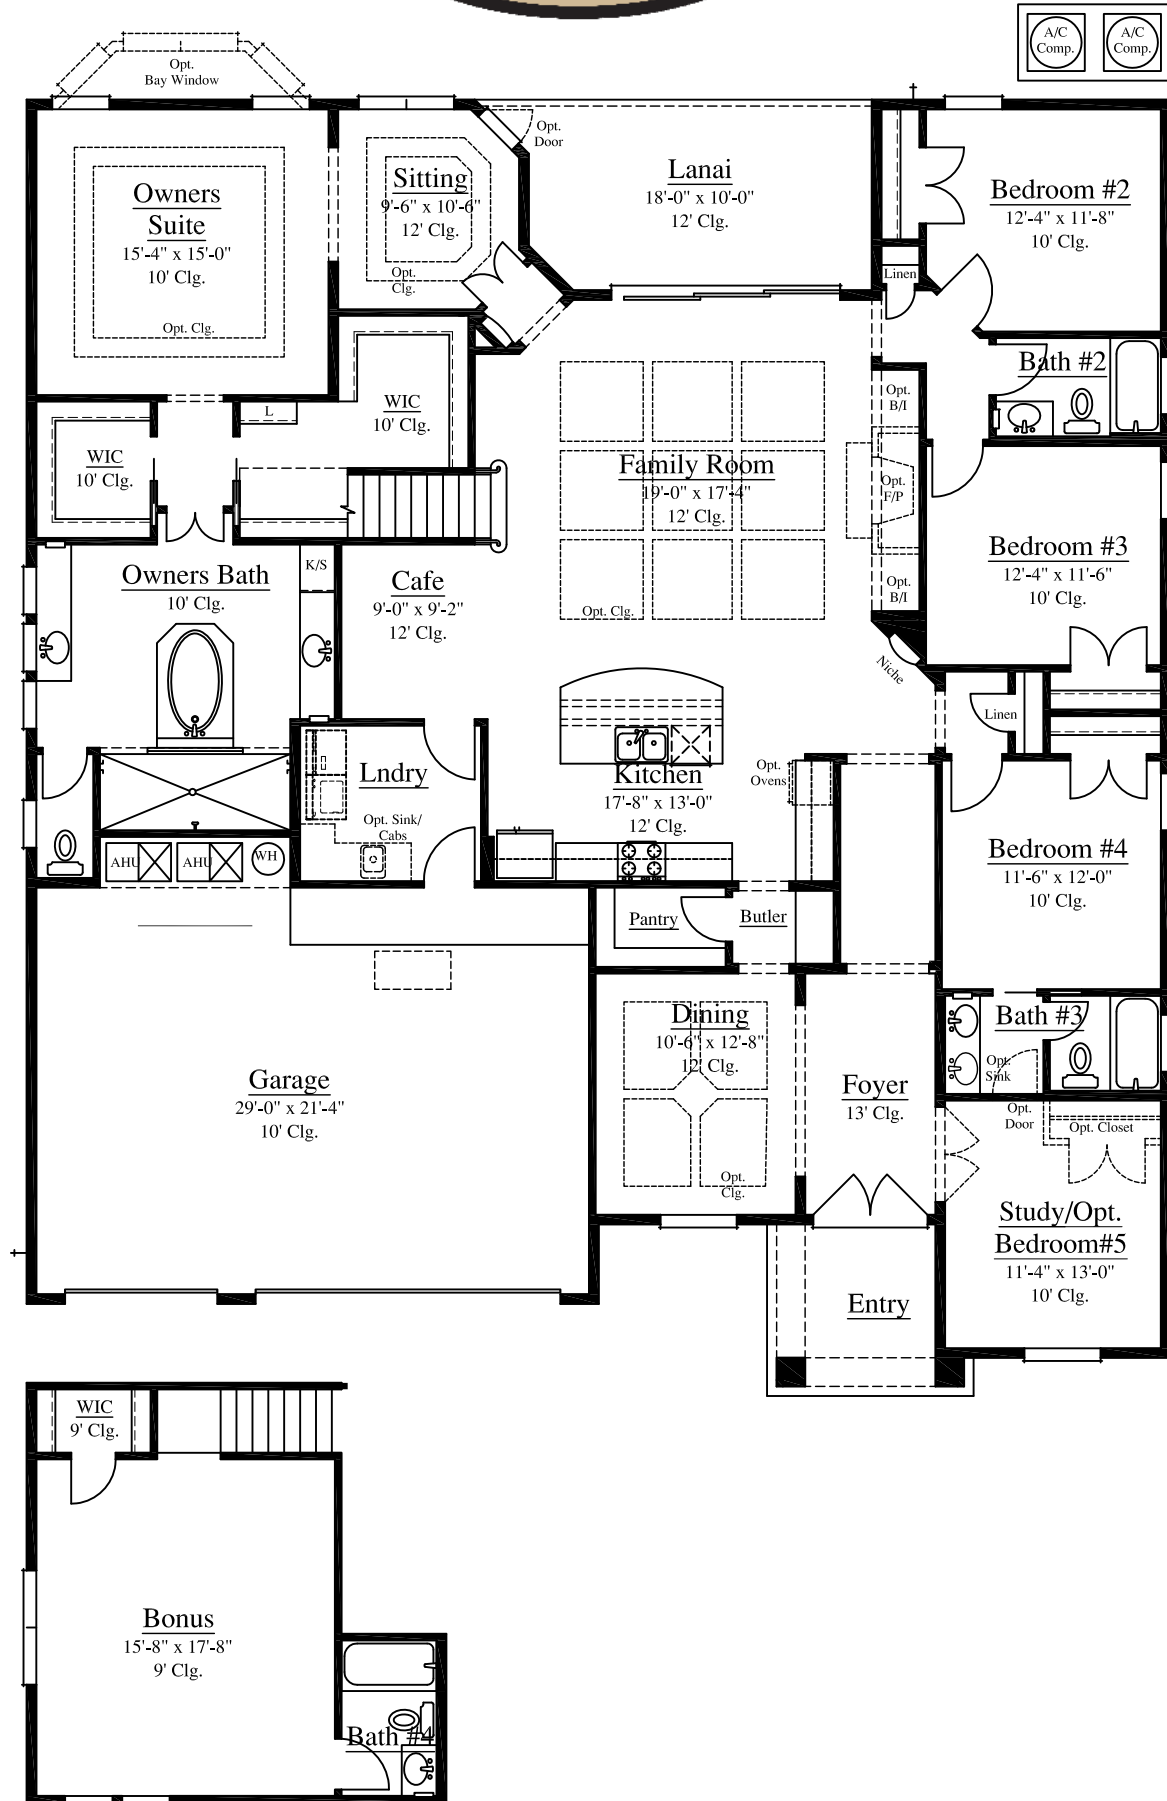 A/C
Comp.
A/C
Comp.
Opt.
Bay Window
Opt.
Door
Owners
Suite
15'-4" x 15'-0"
10' Clg.
Opt. Clg.
Sitting
9'-6" x 10'-6"
12' Clg.
Opt.
Clg.
Lanai
18'-0" x 10'-0"
12' Clg.
Bedroom #2
12'-4" x 11'-8"
10' Clg.
Linen
Bath #2
WIC
10' Clg.
L
WIC
10' Clg.
Family Room
19'-0" x 17'-4"
12' Clg.
Opt. Clg.
Opt.
B/I
Opt.
F/P
Opt.
B/I
Niche
Bedroom #3
12'-4" x 11'-6"
10' Clg.
Owners Bath
10' Clg.
K/S
Cafe
9'-0" x 9'-2"
12' Clg.
Linen
Lndry
Opt. Sink/
Cabs
Kitchen
17'-8" x 13'-0"
12' Clg.
Opt.
Ovens
Bedroom #4
11'-6" x 12'-0"
10' Clg.
AHU
AHU
WH
Pantry
Butler
Dining
10'-6" x 12'-8"
12' Clg.
Opt.
Clg.
Foyer
13' Clg.
Bath #3
Opt.
Sink
Opt.
Door
Opt. Closet
Garage
29'-0" x 21'-4"
10' Clg.
Study/Opt.
Bedroom#5
11'-4" x 13'-0"
10' Clg.
Entry
WIC
9' Clg.
Bonus
15'-8" x 17'-8"
9' Clg.
Bath #4